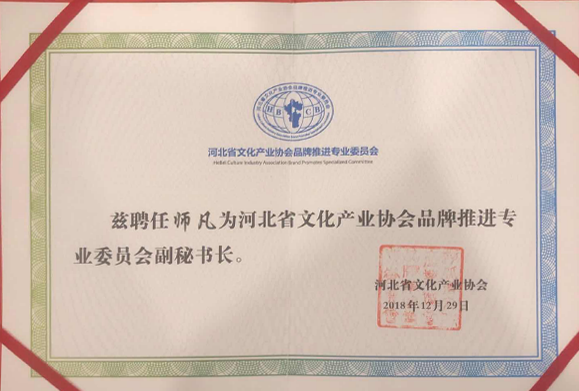 H B C B
河北省文化产业协会品牌推进专业委员会
HeBei Culture Industry Association Brand Promotes Specialized Committee
兹聘任师凡为河北省文化产业协会品牌推进专
业委员会副秘书长。
河北省文化产业协会
2018年12月29日